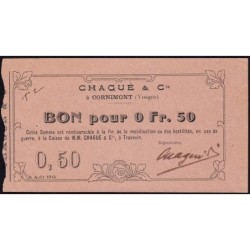 CHAGUÉ & Cie
à CORNIMONT (Vosges)
BON pour 0 Fr. 50
Cette Somme est remboursable à la fin de la mobilisation ou des hostilités, en cas de
guerre, à la Caisse de M.M. CHAGUÉ & Cie, à Travexin.
0,50